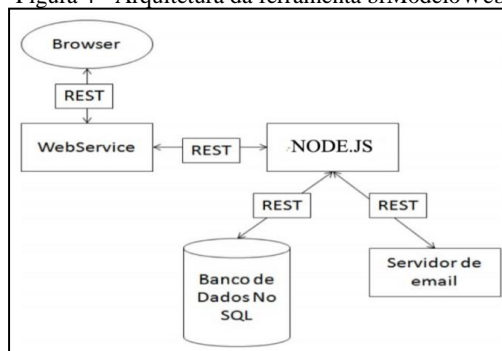 Figura 4 - Arquitetura da ferramenta brModeloWeb
Browser
REST
WebService
REST
NODE.JS
REST
REST
Banco de
Dados No
SQL
Servidor de
email